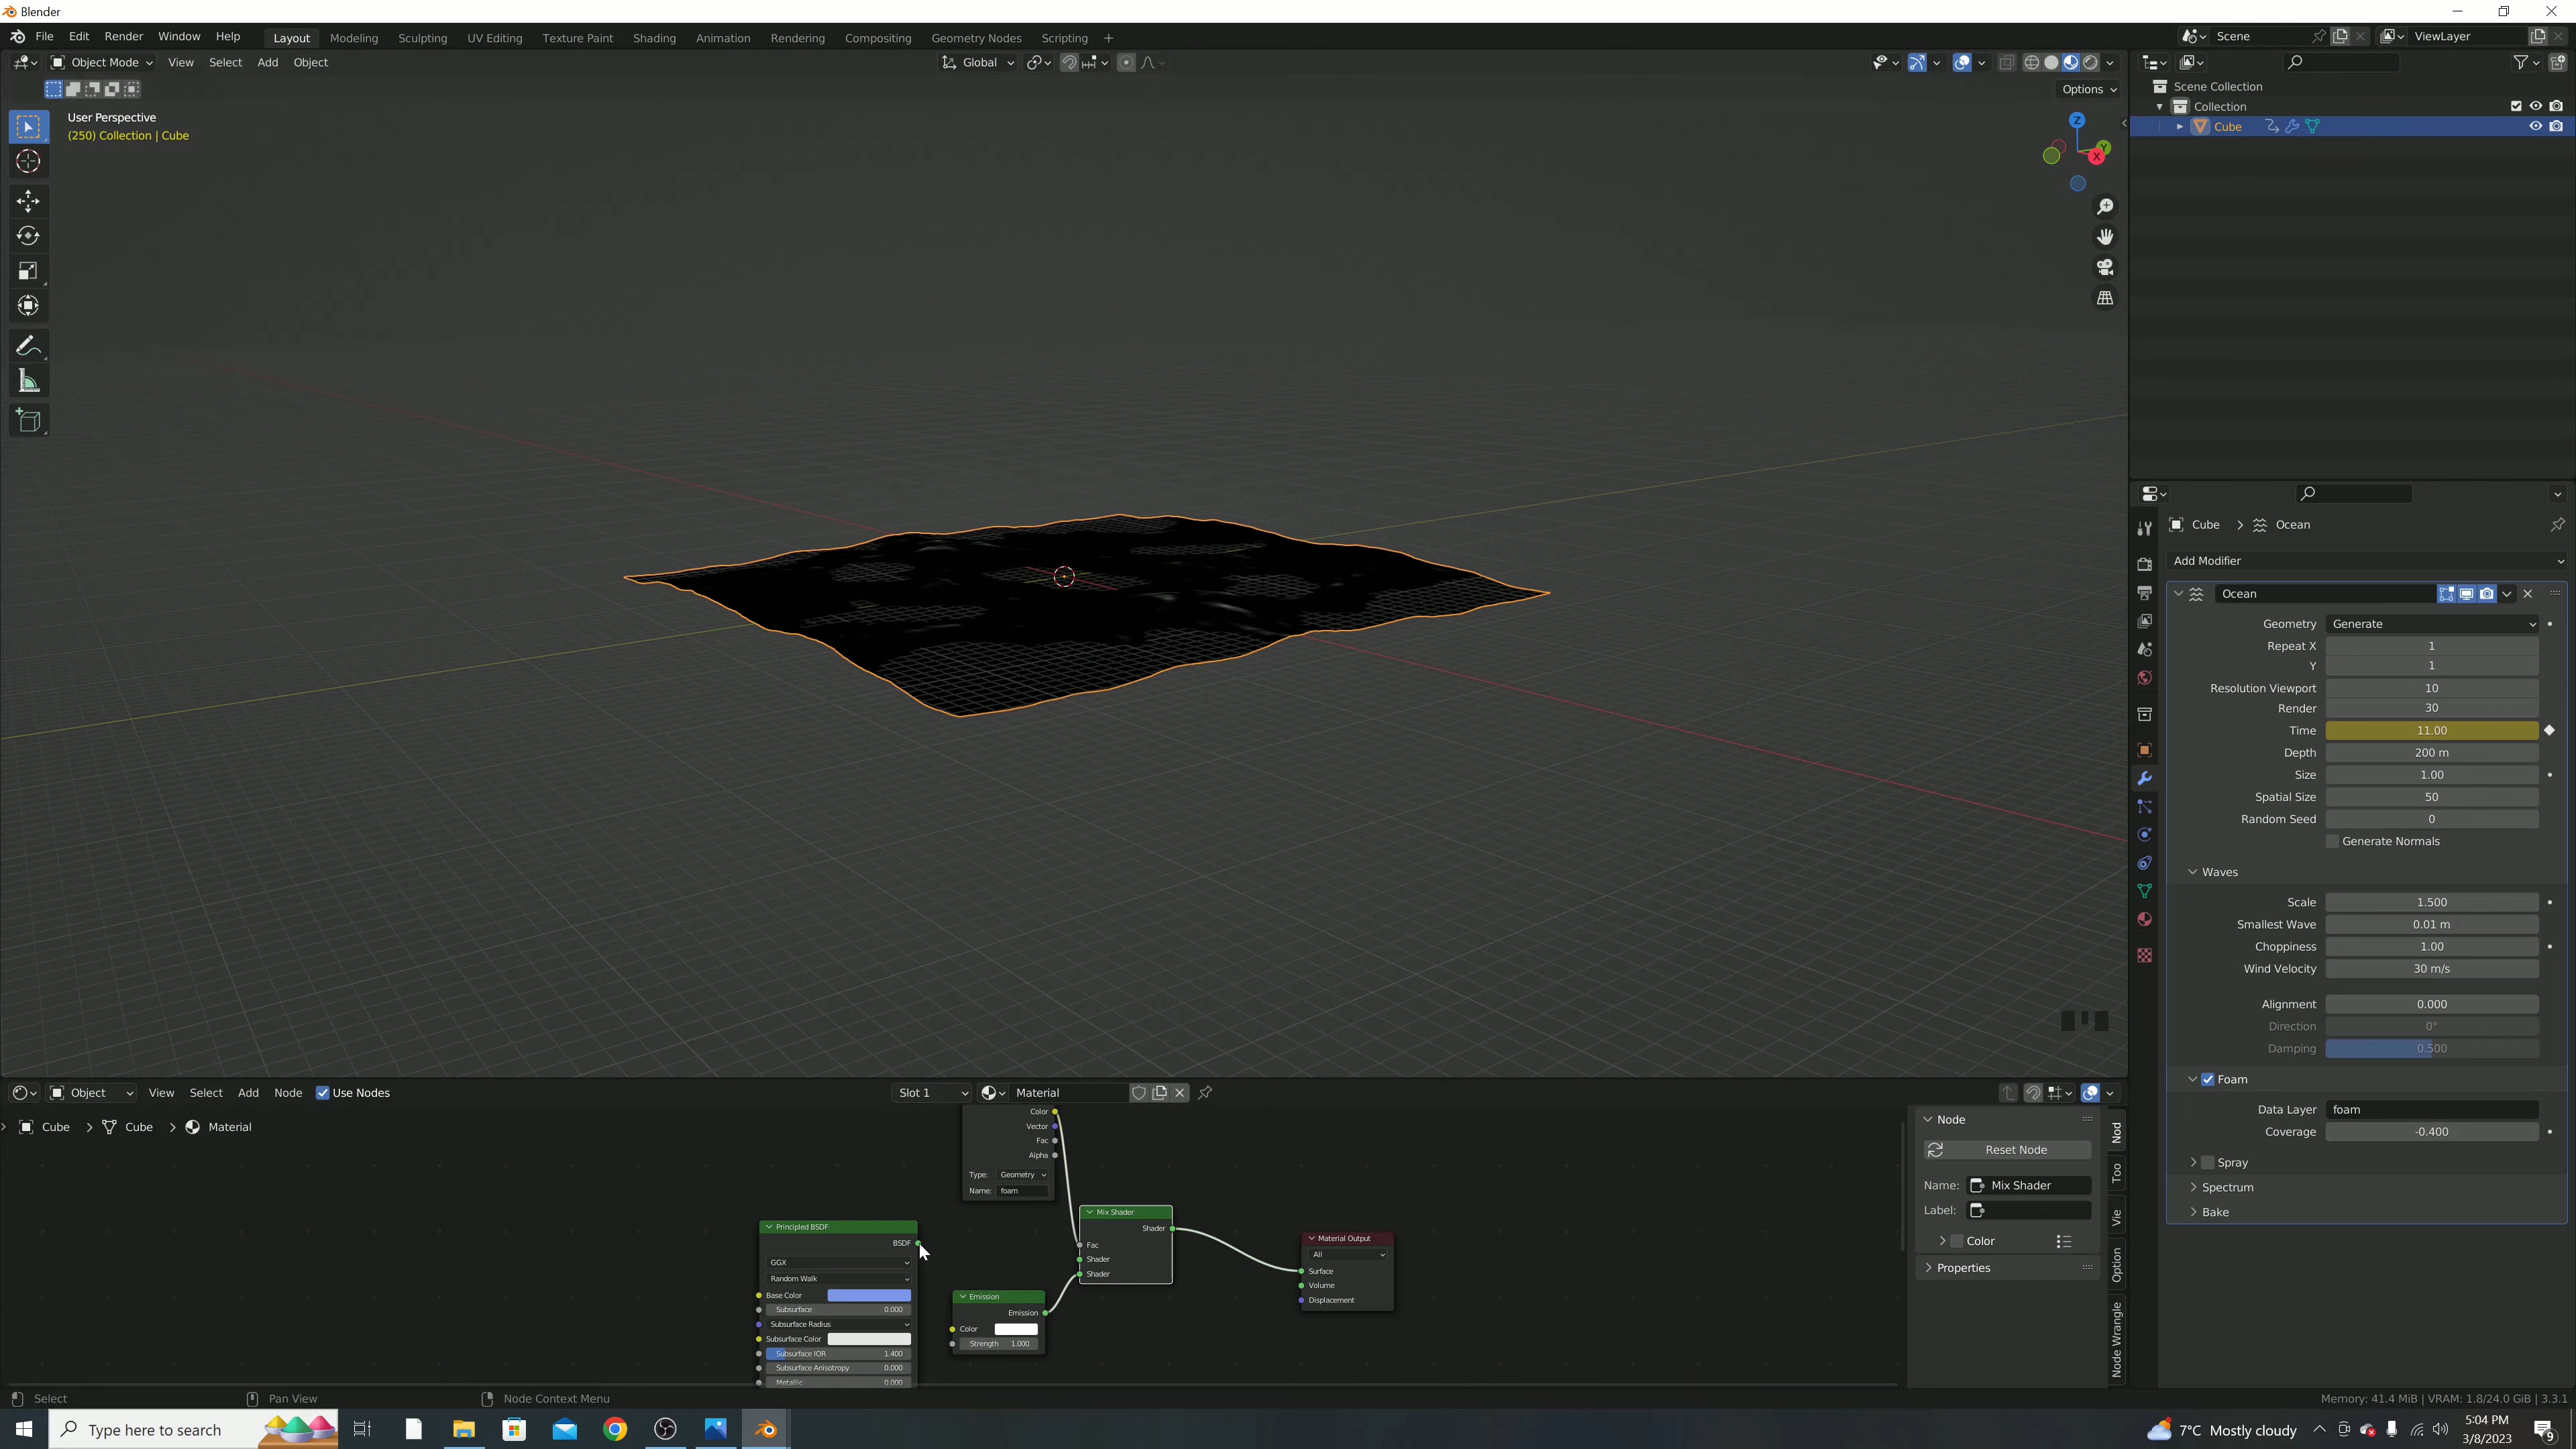 Blender
File Edit Render Window Help Layout Modeling Sculpting UV Editing Texture Paint Shading Animation Rendering Compositing Geometry Nodes Scripting + Scene ViewLayer
Object Mode View Select Add Object Global
Options
User Perspective
(250) Collection | Cube
Z
Y
X
Scene Collection
Collection
Cube
Cube > Ocean
Add Modifier
Ocean
Geometry Generate
Repeat X 1
Y 1
Resolution Viewport 10
Render 30
Time 11.00
Depth 200 m
Size 1.00
Spatial Size 50
Random Seed 0
Generate Normals
Waves
Scale 1.500
Smallest Wave 0.01 m
Choppiness 1.00
Wind Velocity 30 m/s
Alignment 0.000
Direction 0°
Damping 0.500
Foam
Data Layer foam
Coverage -0.400
Spray
Spectrum
Bake
Object View Select Add Node Use Nodes Slot 1 Material
Cube > Cube > Material
Color
Vector
Fac
Alpha
Type: Geometry
Name: foam
Principled BSDF
BSDF
GGX
Random Walk
Base Color
Subsurface 0.000
Subsurface Radius
Subsurface Color
Subsurface IOR 1.400
Subsurface Anisotropy 0.000
Metallic 0.000
Emission
Emission
Color
Strength 1.000
Mix Shader
Shader
Fac
Shader
Shader
Material Output
All
Surface
Volume
Displacement
Node
Reset Node
Name: Mix Shader
Label:
Color
Properties
Nod
Too
Vie
Option
Node Wrangle
Select Pan View Node Context Menu Memory: 41.4 MiB | VRAM: 1.8/24.0 GiB | 3.3.1
Type here to search
7°C Mostly cloudy
5:04 PM
3/8/2023
9